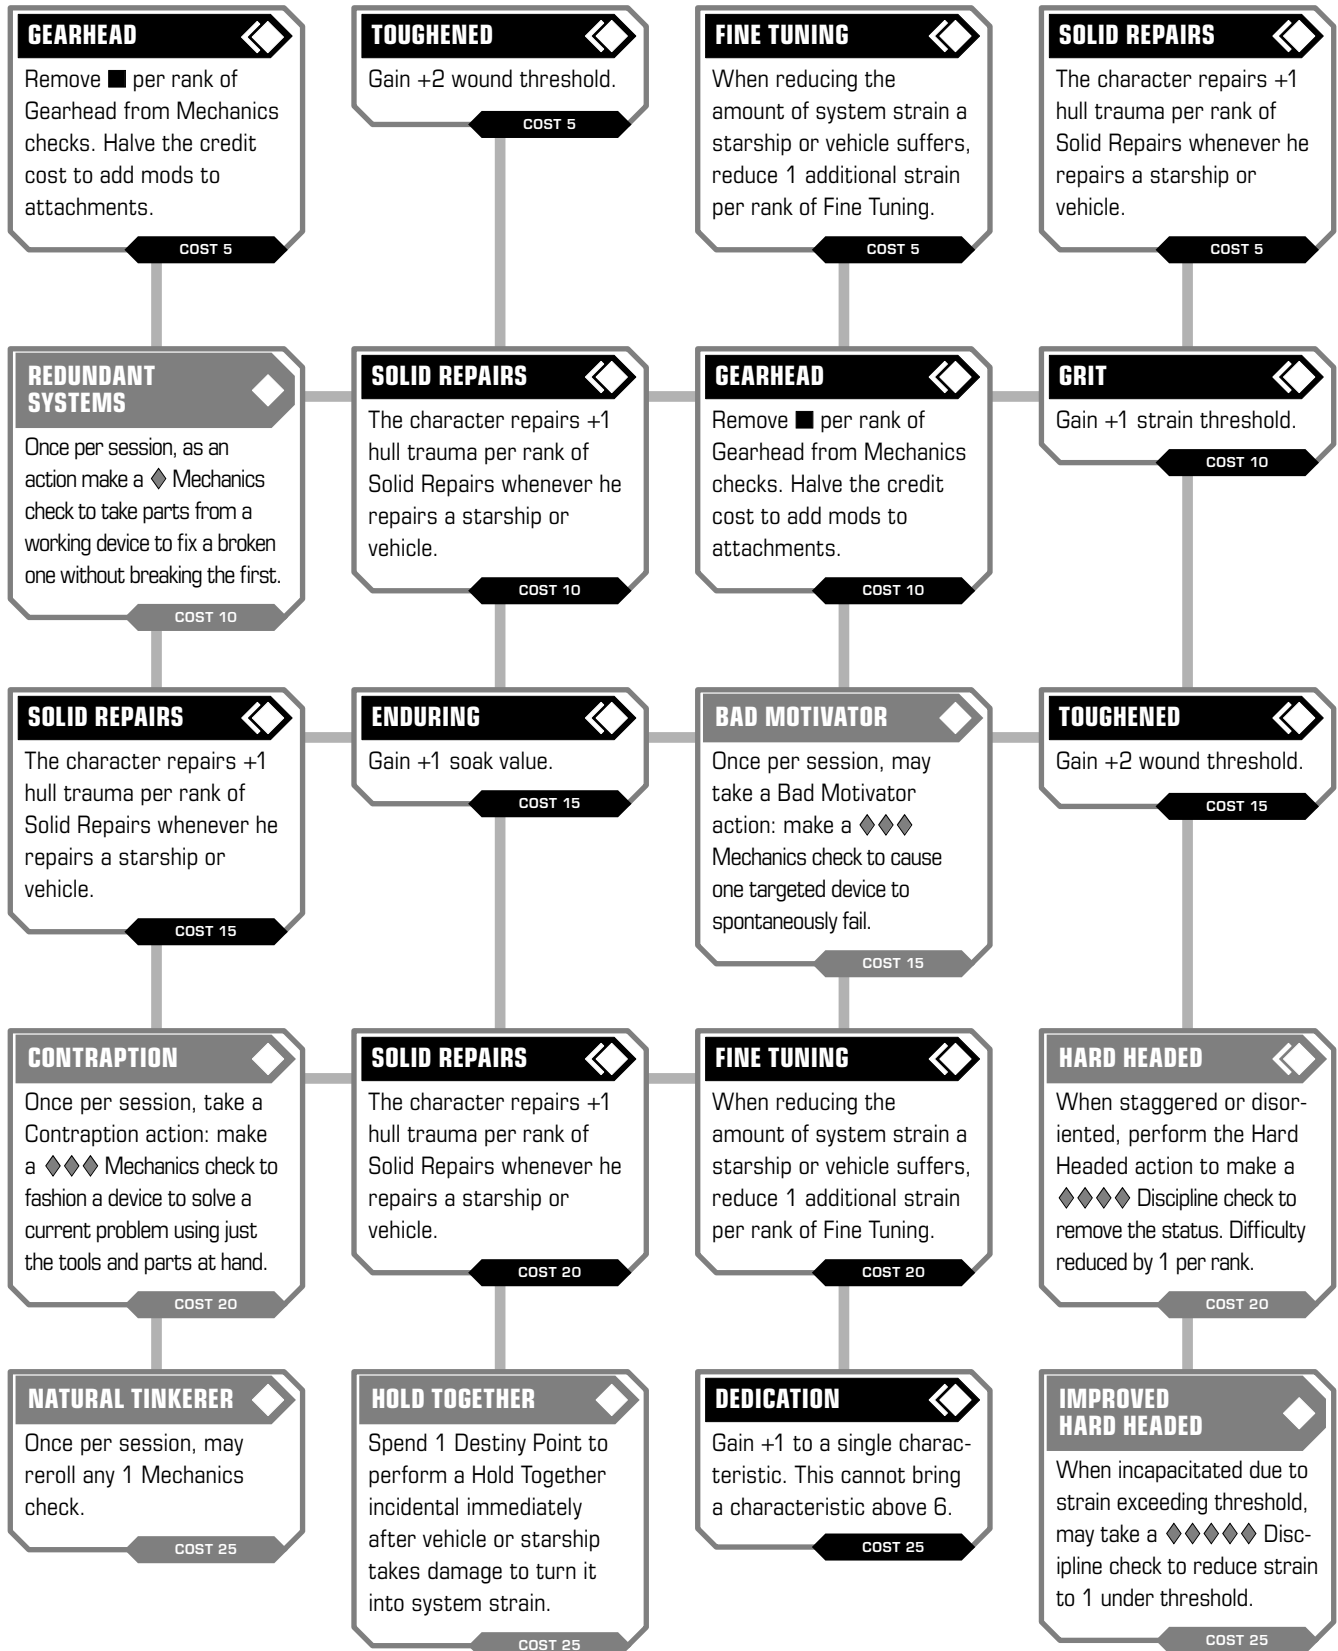 GEARHEAD
Remove ■ per rank of
Gearhead from Mechanics
checks. Halve the credit
cost to add mods to
attachments.
COST 5
TOUGHENED
Gain +2 wound threshold.
COST 5
FINE TUNING
When reducing the
amount of system strain a
starship or vehicle suffers,
reduce 1 additional strain
per rank of Fine Tuning.
COST 5
SOLID REPAIRS
The character repairs +1
hull trauma per rank of
Solid Repairs whenever he
repairs a starship or
vehicle.
COST 5
REDUNDANT
SYSTEMS
Once per session, as an
action make a ♦ Mechanics
check to take parts from a
working device to fix a broken
one without breaking the first.
COST 10
SOLID REPAIRS
The character repairs +1
hull trauma per rank of
Solid Repairs whenever he
repairs a starship or
vehicle.
COST 10
GEARHEAD
Remove ■ per rank of
Gearhead from Mechanics
checks. Halve the credit
cost to add mods to
attachments.
COST 10
GRIT
Gain +1 strain threshold.
COST 10
SOLID REPAIRS
The character repairs +1
hull trauma per rank of
Solid Repairs whenever he
repairs a starship or
vehicle.
COST 15
ENDURING
Gain +1 soak value.
COST 15
BAD MOTIVATOR
Once per session, may
take a Bad Motivator
action: make a ♦♦♦
Mechanics check to cause
one targeted device to
spontaneously fail.
COST 15
TOUGHENED
Gain +2 wound threshold.
COST 15
CONTRAPTION
Once per session, take a
Contraption action: make
a ♦♦♦ Mechanics check to
fashion a device to solve a
current problem using just
the tools and parts at hand.
COST 20
SOLID REPAIRS
The character repairs +1
hull trauma per rank of
Solid Repairs whenever he
repairs a starship or
vehicle.
COST 20
FINE TUNING
When reducing the
amount of system strain a
starship or vehicle suffers,
reduce 1 additional strain
per rank of Fine Tuning.
COST 20
HARD HEADED
When staggered or disor-
iented, perform the Hard
Headed action to make a
♦♦♦♦ Discipline check to
remove the status. Difficulty
reduced by 1 per rank.
COST 20
NATURAL TINKERER
Once per session, may
reroll any 1 Mechanics
check.
COST 25
HOLD TOGETHER
Spend 1 Destiny Point to
perform a Hold Together
incidental immediately
after vehicle or starship
takes damage to turn it
into system strain.
COST 25
DEDICATION
Gain +1 to a single charac-
teristic. This cannot bring
a characteristic above 6.
COST 25
IMPROVED
HARD HEADED
When incapacitated due to
strain exceeding threshold,
may take a ♦♦♦♦♦ Disc-
ipline check to reduce strain
to 1 under threshold.
COST 25